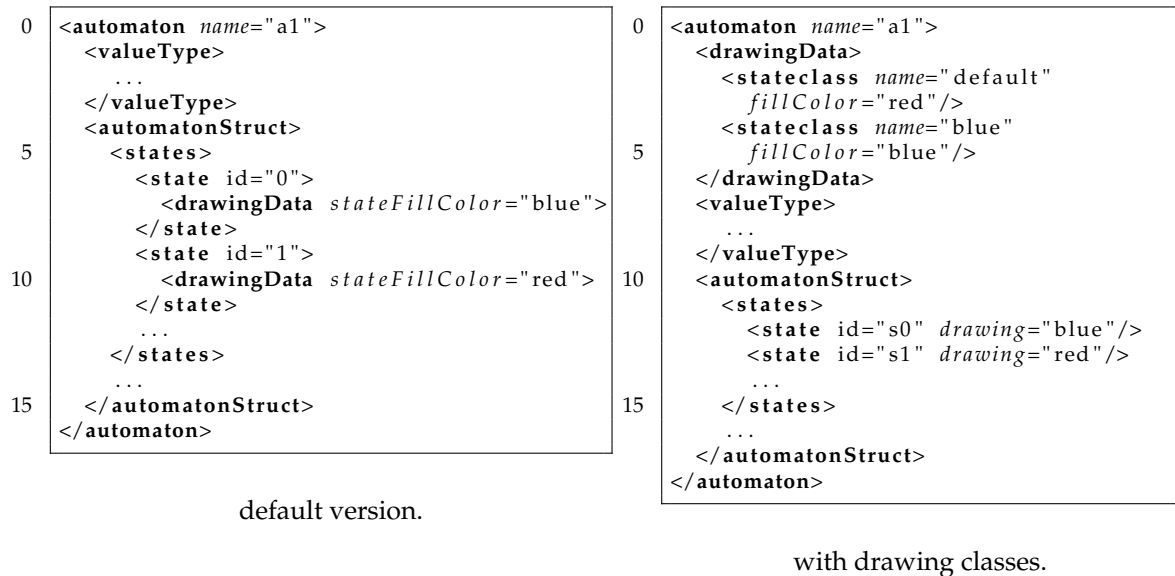 0 <automaton name="a1">
<valueType>
...
</valueType>
<automatonStruct>
5 <states>
<state id="0">
<drawingData stateFillColor="blue">
</state>
<state id="1">
10 <drawingData stateFillColor="red">
</state>
...
</states>
...
15 </automatonStruct>
</automaton>
default version.
0 <automaton name="a1">
<drawingData>
<stateclass name="default"
fillColor="red"/>
<stateclass name="blue"
5 fillColor="blue"/>
</drawingData>
<valueType>
...
</valueType>
10 <automatonStruct>
<states>
<state id="s0" drawing="blue"/>
<state id="s1" drawing="red"/>
...
15 </states>
...
</automatonStruct>
</automaton>
with drawing classes.